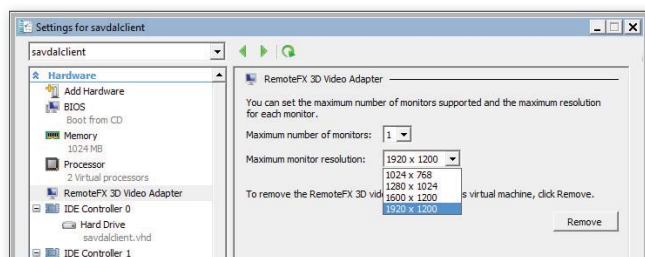 Settings for savdalclient
savdalclient
Hardware
Add Hardware
BIOS
Boot from CD
Memory
1024 MB
Processor
2 Virtual processors
RemoteFX 3D Video Adapter
IDE Controller 0
Hard Drive
savdalclient.vhd
IDE Controller 1
RemoteFX 3D Video Adapter
You can set the maximum number of monitors supported and the maximum resolution
for each monitor.
Maximum number of monitors: 1
Maximum monitor resolution: 1920 x 1200
1024 x 768
1280 x 1024
1600 x 1200
1920 x 1200
To remove the RemoteFX 3D vid s virtual machine, click Remove.
Remove